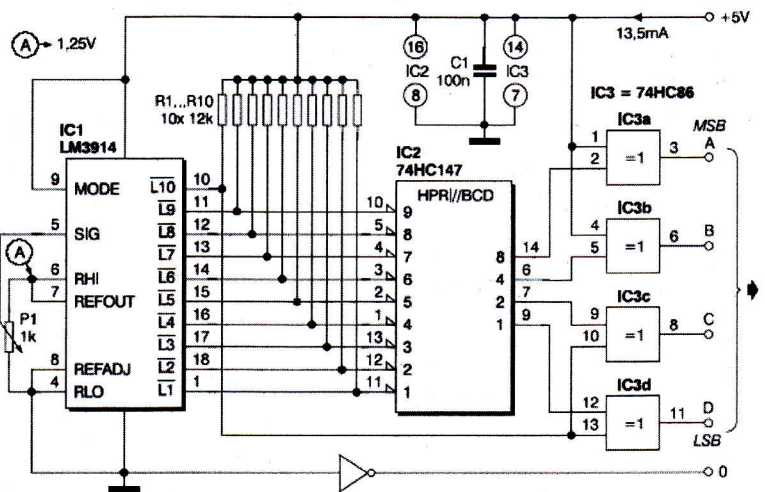 A 1,25V
+5V
13,5mA
16
IC2
8
C1
100n
14
IC3
7
IC3 = 74HC86
R1...R10
10x 12k
IC1
LM3914
9 MODE
5 SIG
A
6 RHI
7 REFOUT
P1
1k
8 REFADJ
4 RLO
L10 10
L9 11
L8 12
L7 13
L6 14
L5 15
L4 16
L3 17
L2 18
L1 1
IC2
74HC147
HPRI//BCD
10 9
5 8
4 7
3 6
2 5
1 4
13 3
12 2
11 1
8 14
4 6
2 7
1 9
IC3a
1
2
=1
3
MSB
A
IC3b
4
5
=1
6
B
IC3c
9
10
=1
8
C
IC3d
12
13
=1
11
D
LSB
0